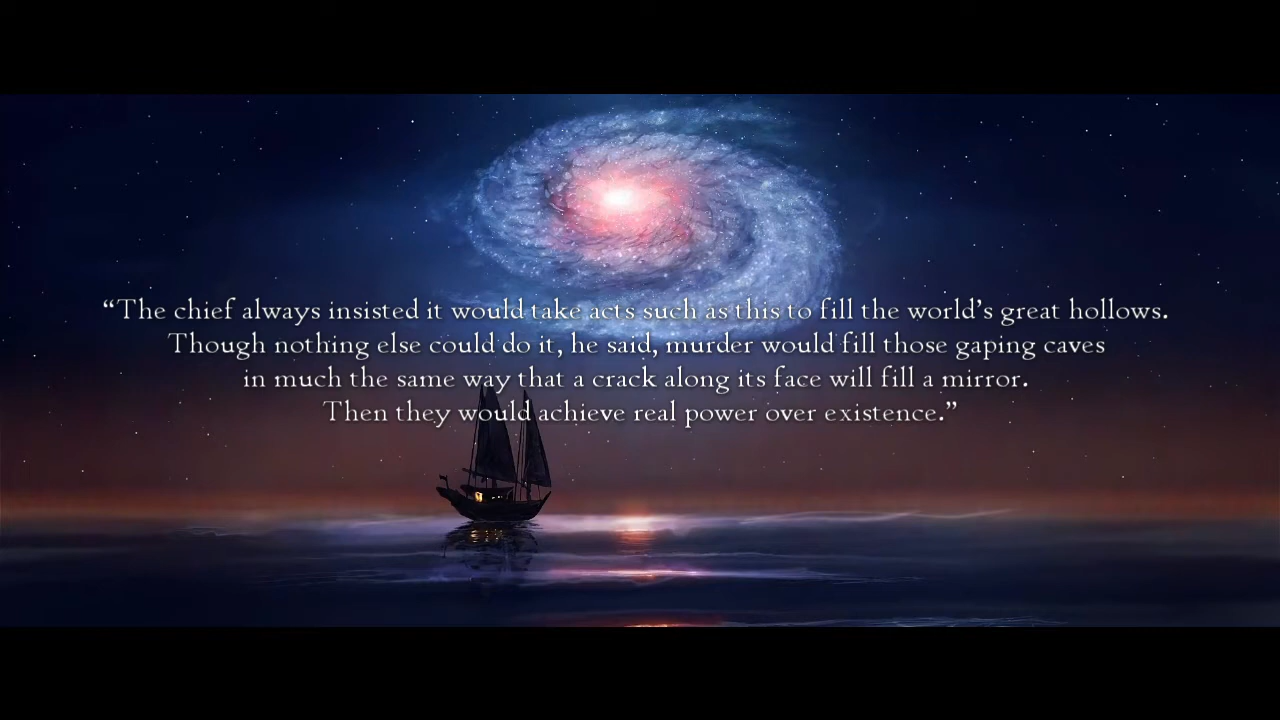 “The chief always insisted it would take acts such as this to fill the world’s great hollows.
Though nothing else could do it, he said, murder would fill those gaping caves
in much the same way that a crack along its face will fill a mirror.
Then they would achieve real power over existence.”